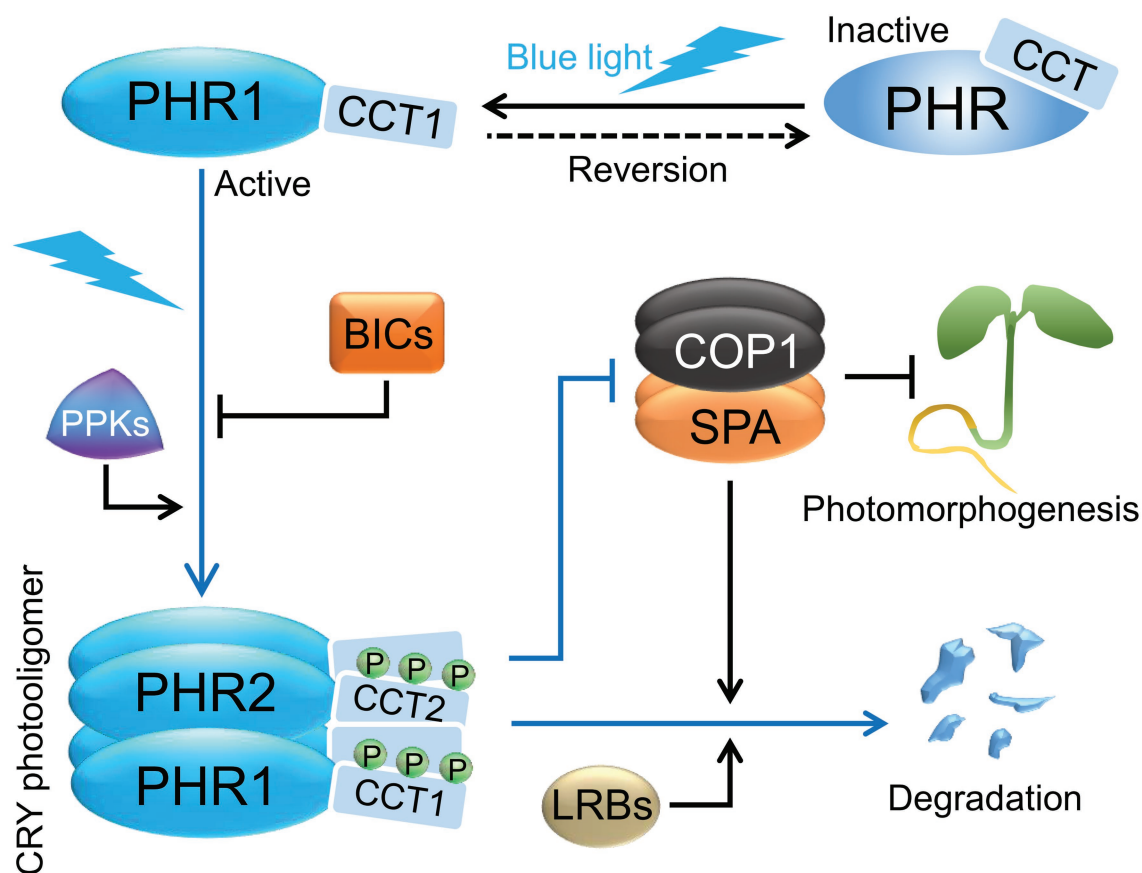 Inactive
Blue light
CCT
PHR1
PHR
CCT1
Reversion
Active
BICs
COP1
PPKs
SPA
Photomorphogenesis
CRY photooligomer
P P P
PHR2
CCT2
P P P
PHR1
CCT1
LRBs
Degradation